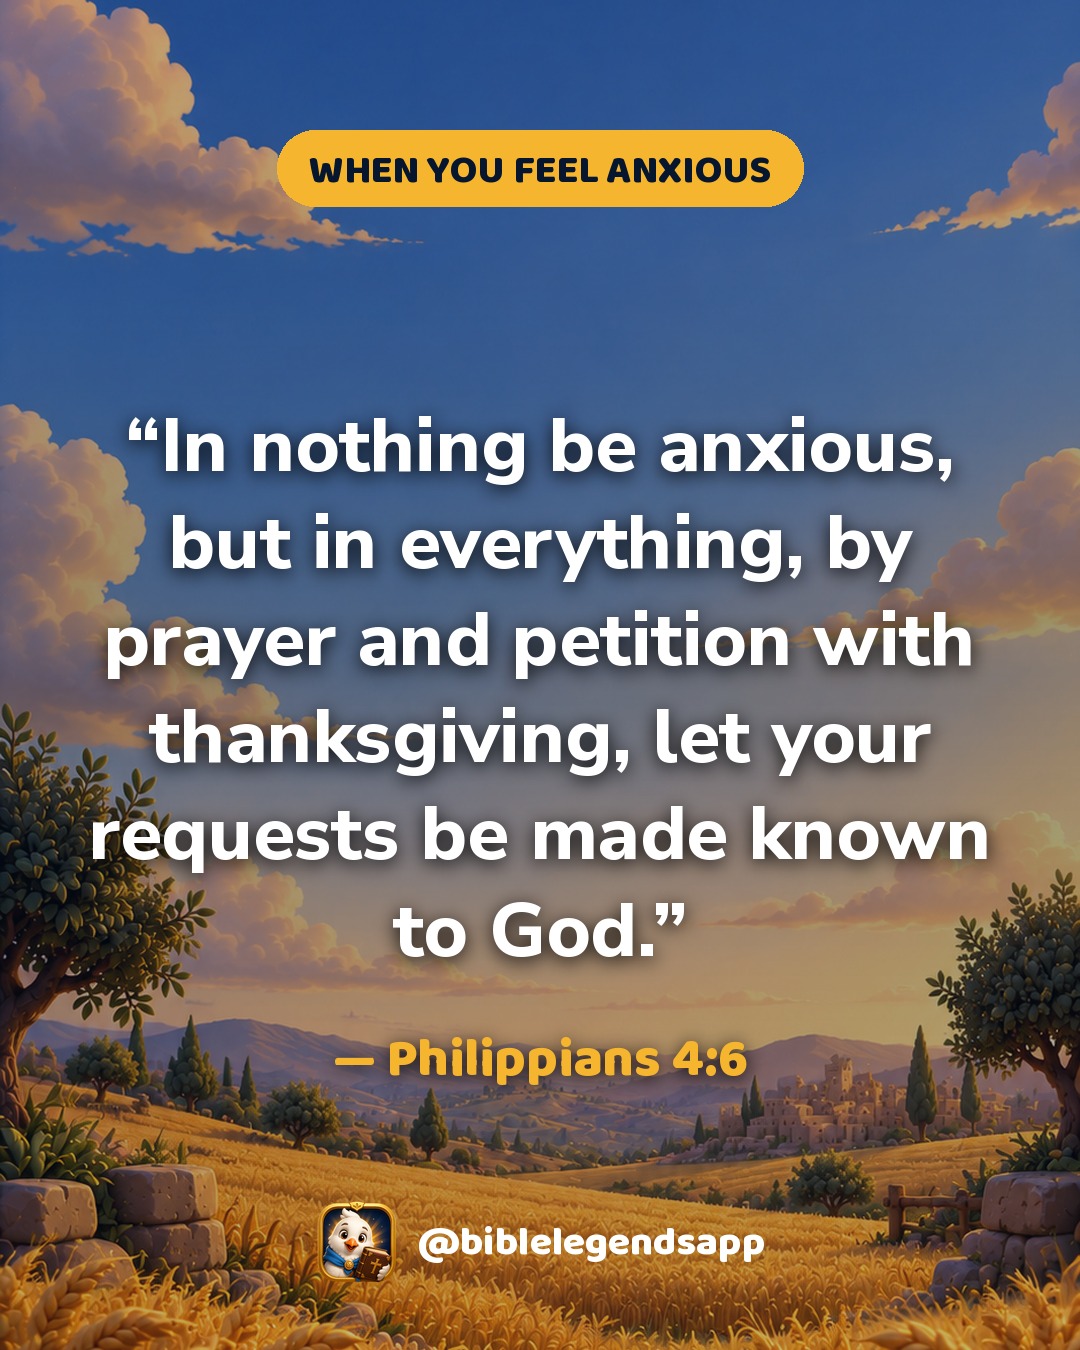 WHEN YOU FEEL ANXIOUS
“In nothing be anxious,
but in everything, by
prayer and petition with
thanksgiving, let your
requests be made known
to God.”
— Philippians 4:6
@biblelegendsapp